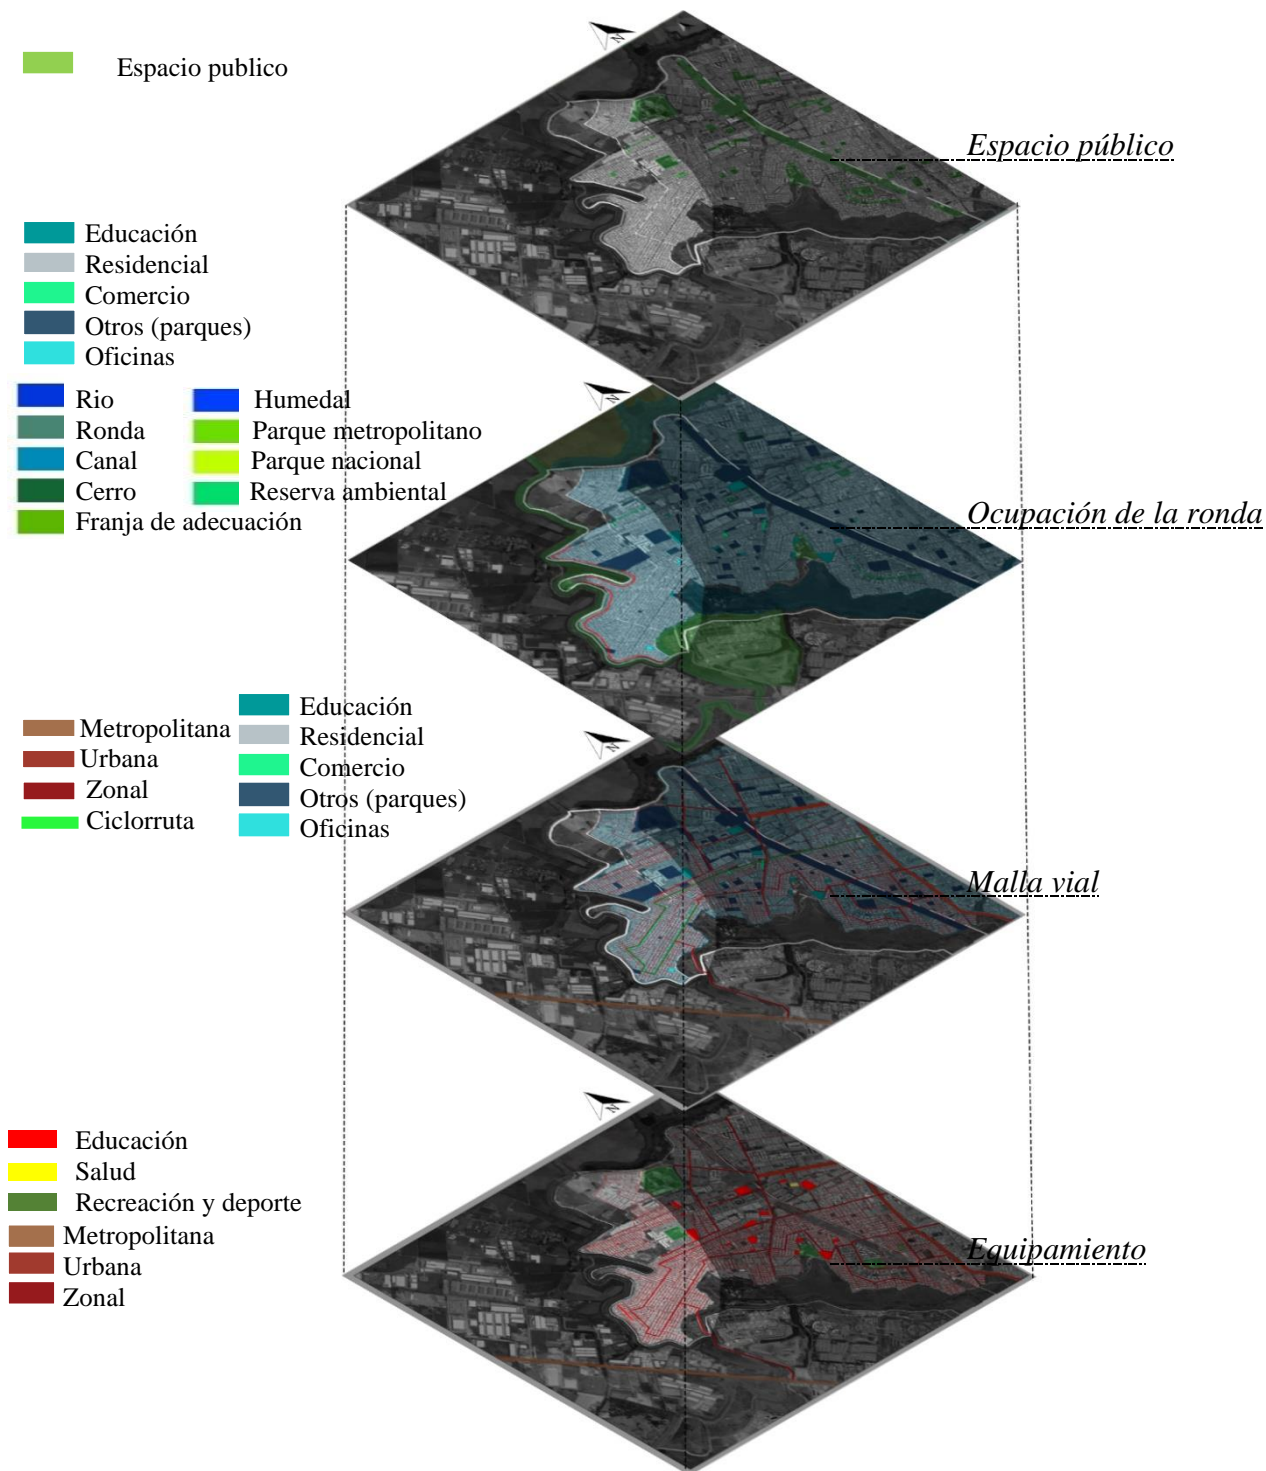 N
Espacio publico
Espacio público
Educación
Residencial
Comercio
Otros (parques)
Oficinas
N
Rio
Humedal
Ronda
Parque metropolitano
Canal
Parque nacional
Cerro
Reserva ambiental
Franja de adecuación
Ocupación de la ronda
Educación
Metropolitana
Residencial
N
Urbana
Comercio
Zonal
Otros (parques)
Ciclorruta
Oficinas
Malla vial
N
Educación
Salud
Recreación y deporte
Metropolitana
Equipamiento
Urbana
Zonal